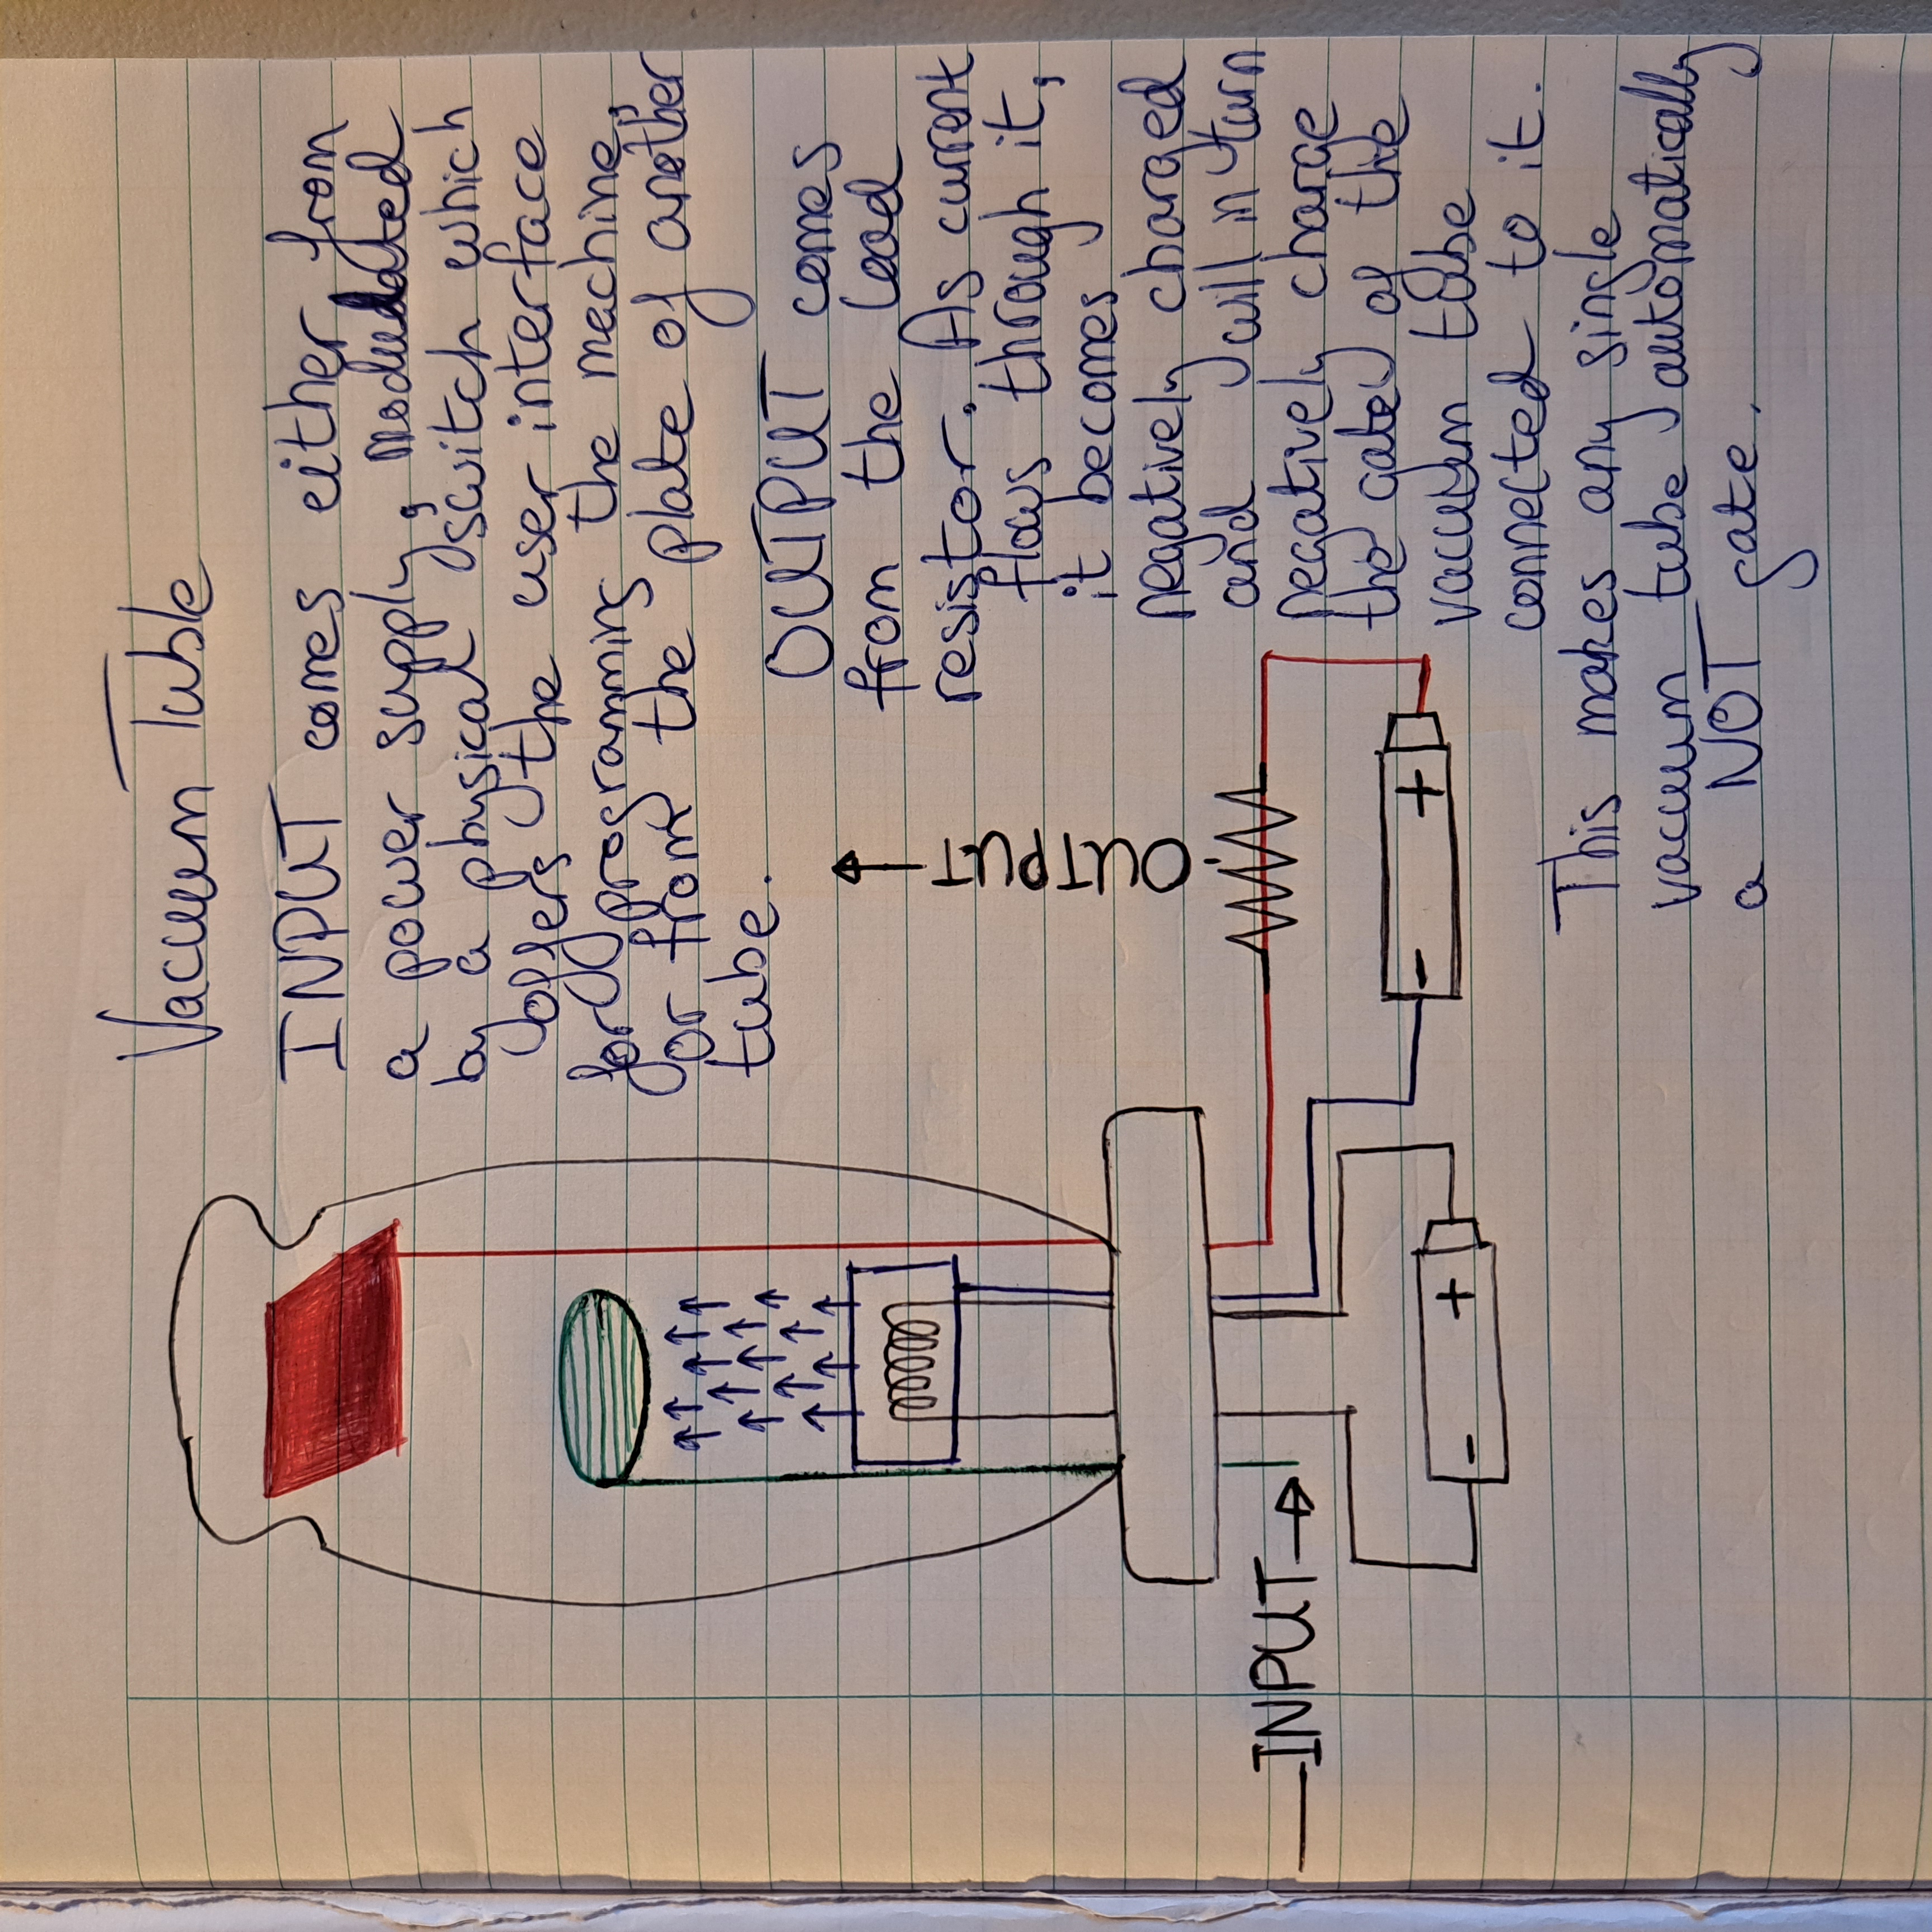 Vacuum Tube
INPUT comes either, from
a power supply, modulated
by a physical switch which
offers the user interface
for programming the machine,
or from the plate of another
tube.
OUTPUT comes
from the load
resistor. As current
flows through it,
it becomes
negatively charged
and will in turn
negatively charge
the gate of the
vacuum tube
connected to it.
This makes any single
vacuum tube automatically
a NOT gate.
OUTPUT
INPUT
- +
- +